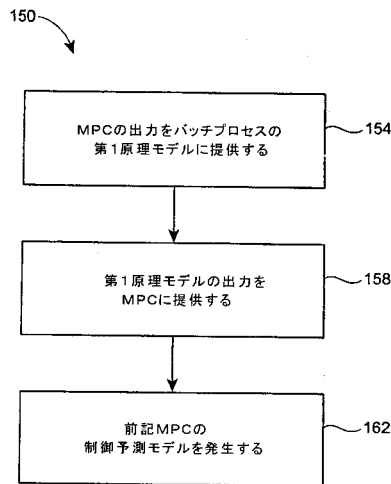 150
MPCの出力をバッチプロセスの
第1原理モデルに提供する
154
第1原理モデルの出力を
MPCに提供する
158
前記MPCの
制御予測モデルを発生する
162